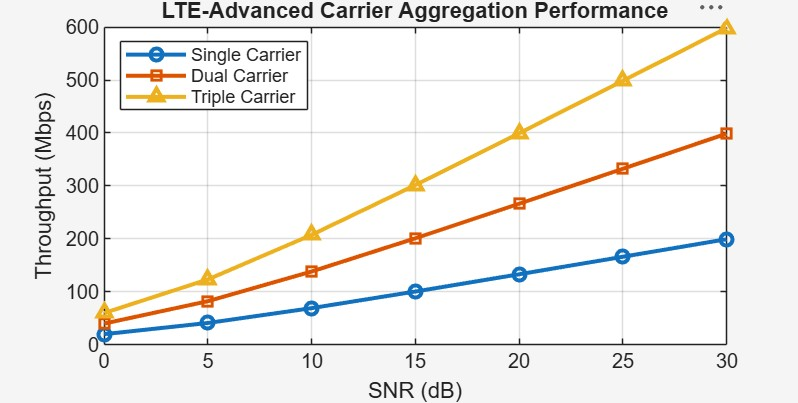 LTE-Advanced Carrier Aggregation Performance
Single Carrier
Dual Carrier
Triple Carrier
Throughput (Mbps)
600
500
400
300
200
100
0
0 5 10 15 20 25 30
SNR (dB)